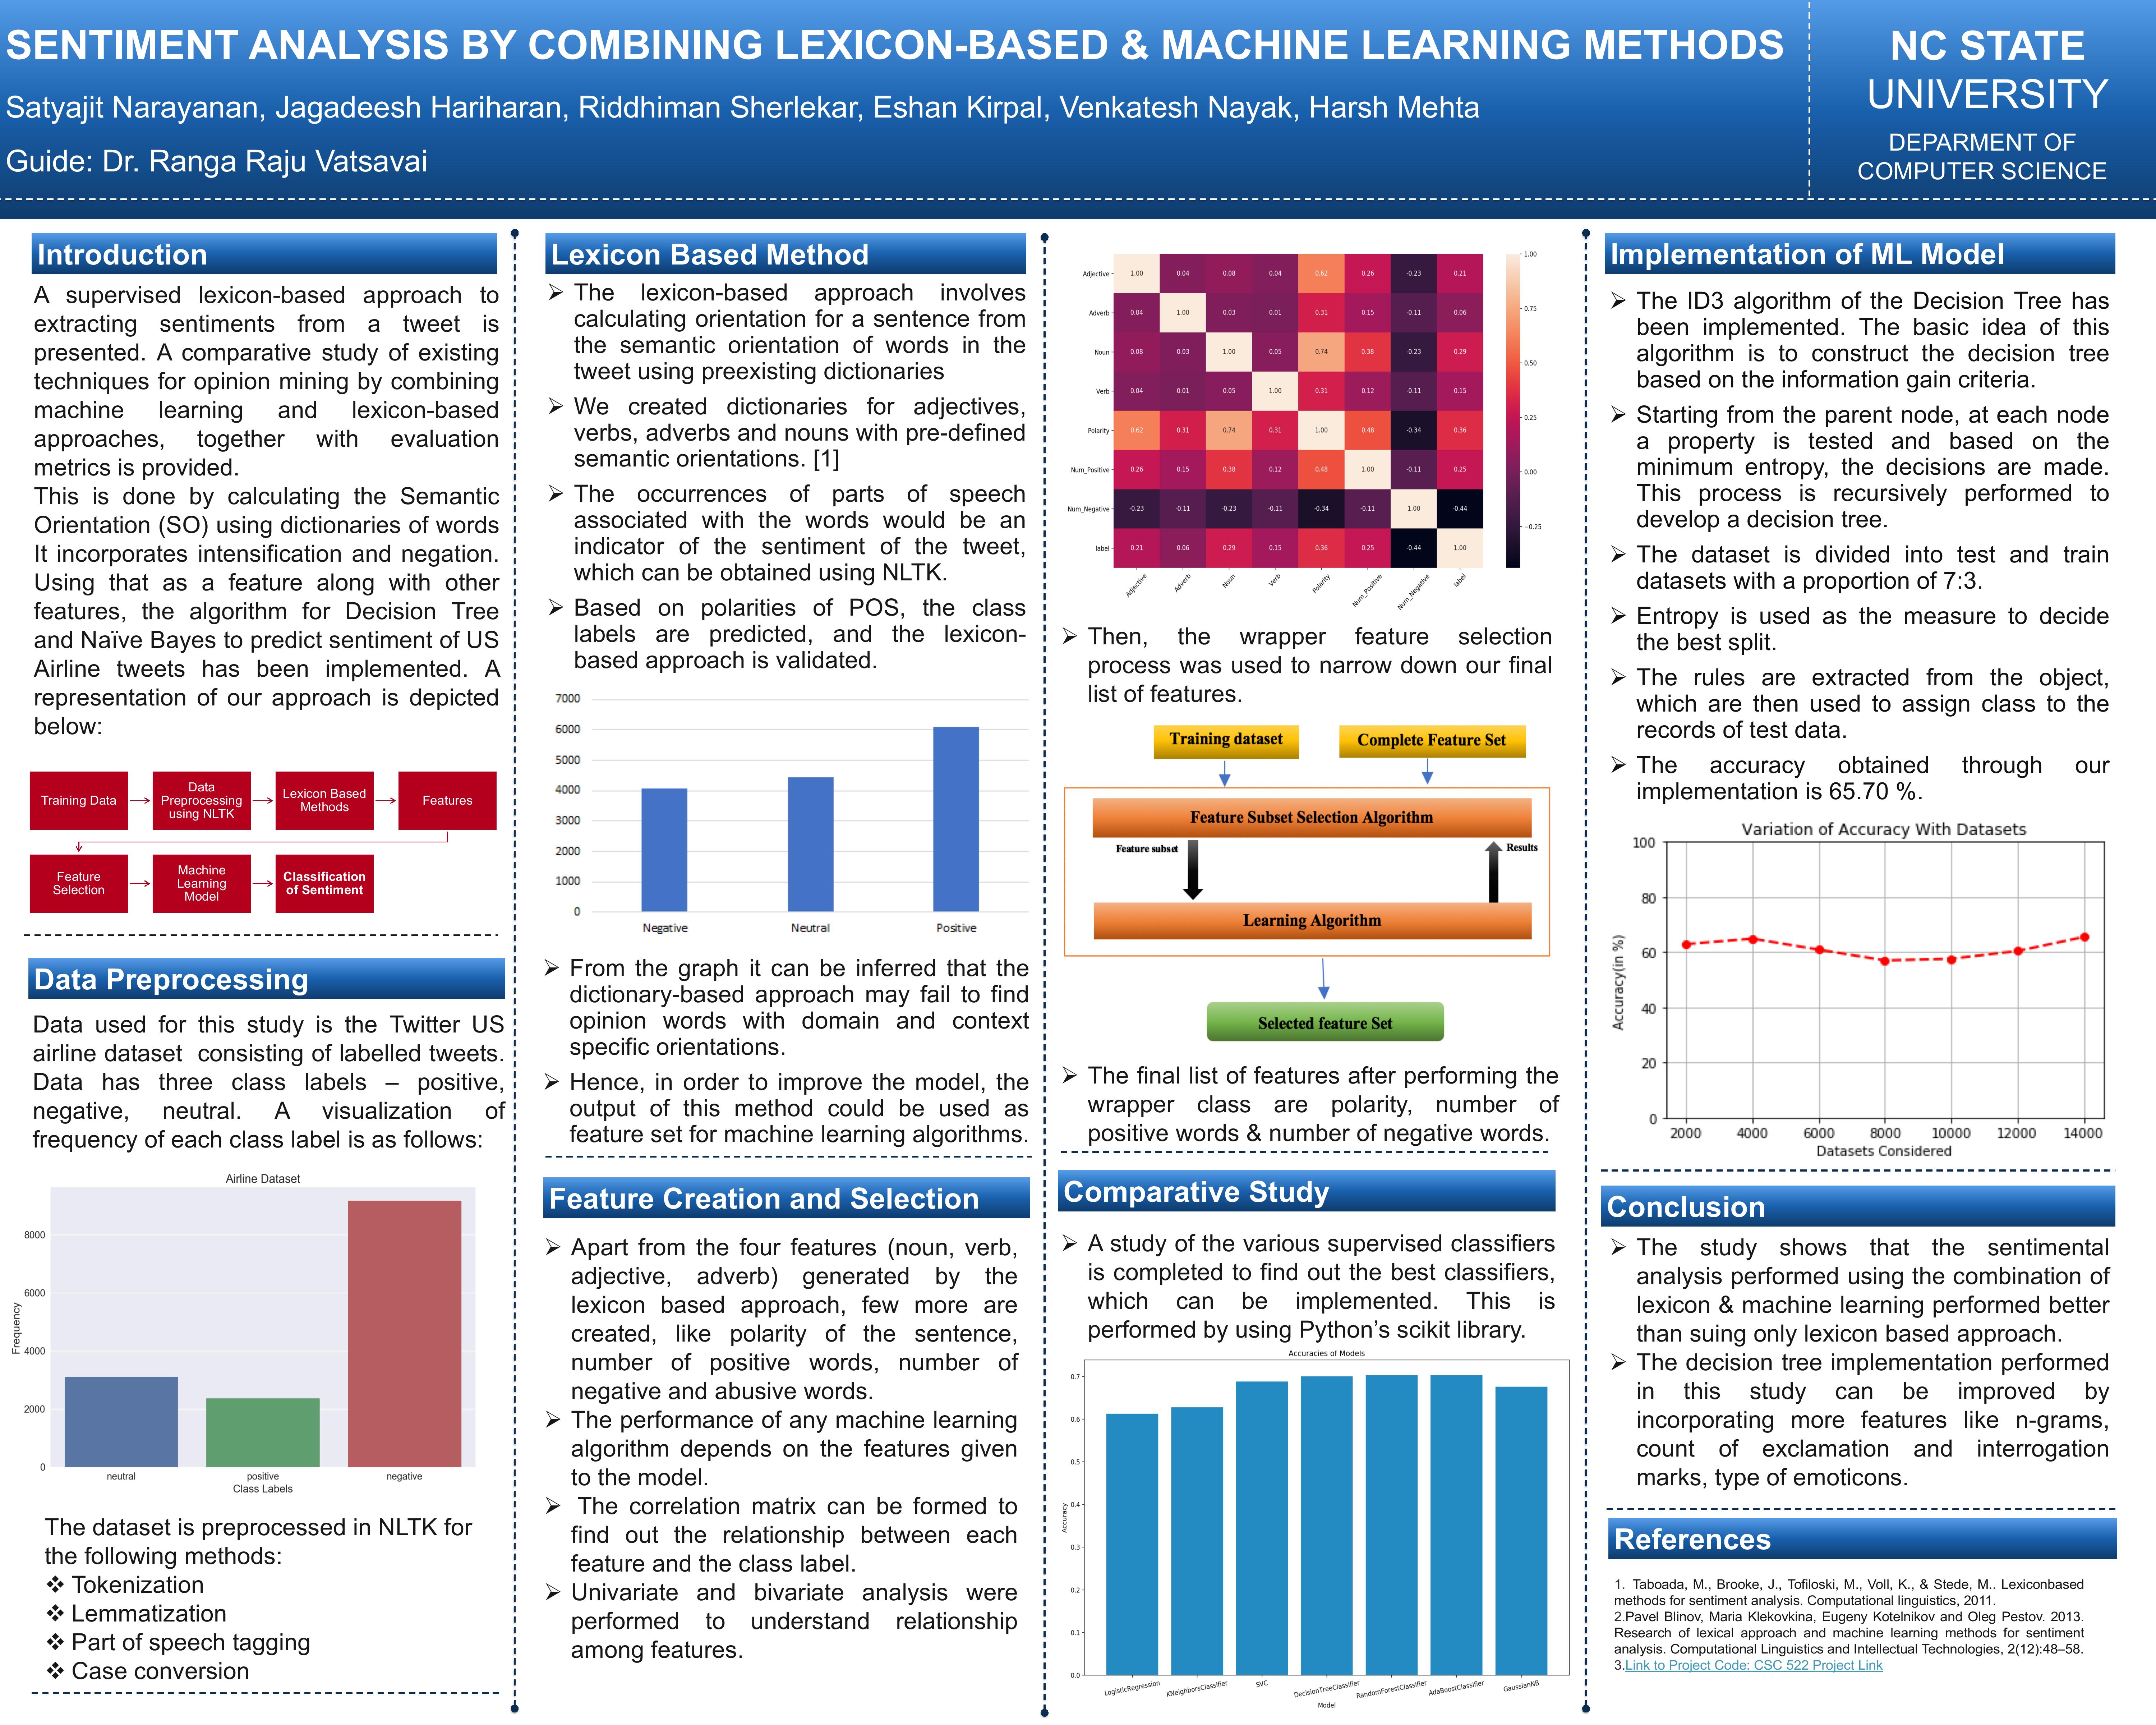 SENTIMENT ANALYSIS BY COMBINING LEXICON-BASED & MACHINE LEARNING METHODS
Satyajit Narayanan, Jagadeesh Hariharan, Riddhiman Sherlekar, Eshan Kirpal, Venkatesh Nayak, Harsh Mehta
Guide: Dr. Ranga Raju Vatsavai
NC STATE
UNIVERSITY
DEPARMENT OF
COMPUTER SCIENCE
Introduction
A supervised lexicon-based approach to
extracting sentiments from a tweet is
presented. A comparative study of existing
techniques for opinion mining by combining
machine learning and lexicon-based
approaches, together with evaluation
metrics is provided.
This is done by calculating the Semantic
Orientation (SO) using dictionaries of words
It incorporates intensification and negation.
Using that as a feature along with other
features, the algorithm for Decision Tree
and Naïve Bayes to predict sentiment of US
Airline tweets has been implemented. A
representation of our approach is depicted
below:
Training Data
Data
Preprocessing
using NLTK
Lexicon Based
Methods
Features
Feature
Selection
Machine
Learning
Model
Classification
of Sentiment
Data Preprocessing
Data used for this study is the Twitter US
airline dataset consisting of labelled tweets.
Data has three class labels – positive,
negative, neutral. A visualization of
frequency of each class label is as follows:
Airline Dataset
Frequency
8000
6000
4000
2000
0
neutral positive negative
Class Labels
The dataset is preprocessed in NLTK for
the following methods:
❖ Tokenization
❖ Lemmatization
❖ Part of speech tagging
❖ Case conversion
Lexicon Based Method
➢ The lexicon-based approach involves
calculating orientation for a sentence from
the semantic orientation of words in the
tweet using preexisting dictionaries
➢ We created dictionaries for adjectives,
verbs, adverbs and nouns with pre-defined
semantic orientations. [1]
➢ The occurrences of parts of speech
associated with the words would be an
indicator of the sentiment of the tweet,
which can be obtained using NLTK.
➢ Based on polarities of POS, the class
labels are predicted, and the lexicon-
based approach is validated.
7000
6000
5000
4000
3000
2000
1000
0
Negative Neutral Positive
➢ From the graph it can be inferred that the
dictionary-based approach may fail to find
opinion words with domain and context
specific orientations.
➢ Hence, in order to improve the model, the
output of this method could be used as
feature set for machine learning algorithms.
Feature Creation and Selection
➢ Apart from the four features (noun, verb,
adjective, adverb) generated by the
lexicon based approach, few more are
created, like polarity of the sentence,
number of positive words, number of
negative and abusive words.
➢ The performance of any machine learning
algorithm depends on the features given
to the model.
➢ The correlation matrix can be formed to
find out the relationship between each
feature and the class label.
➢ Univariate and bivariate analysis were
performed to understand relationship
among features.
Adjective 1.00 0.04 0.08 0.04 0.62 0.26 -0.23 0.21
Adverb 0.04 1.00 0.03 0.01 0.31 0.15 -0.11 0.06
Noun 0.08 0.03 1.00 0.05 0.74 0.38 -0.23 0.29
Verb 0.04 0.01 0.05 1.00 0.31 0.12 -0.11 0.15
Polarity 0.62 0.31 0.74 0.31 1.00 0.48 -0.34 0.36
Num_Positive 0.26 0.15 0.38 0.12 0.48 1.00 -0.11 0.25
Num_Negative -0.23 -0.11 -0.23 -0.11 -0.34 -0.11 1.00 -0.44
label 0.21 0.06 0.29 0.15 0.36 0.25 -0.44 1.00
Adjective Adverb Noun Verb Polarity Num_Positive Num_Negative label
1.00
0.75
0.50
0.25
0.00
-0.25
➢ Then, the wrapper feature selection
process was used to narrow down our final
list of features.
Training dataset
Complete Feature Set
Feature Subset Selection Algorithm
Feature subset
Results
Learning Algorithm
Selected feature Set
➢ The final list of features after performing the
wrapper class are polarity, number of
positive words & number of negative words.
Comparative Study
➢ A study of the various supervised classifiers
is completed to find out the best classifiers,
which can be implemented. This is
performed by using Python's scikit library.
Accuracies of Models
Accuracy
0.7
0.6
0.5
0.4
0.3
0.2
0.1
0.0
LogisticRegression KNeighborsClassifier SVC DecisionTreeClassifier RandomForestClassifier AdaBoostClassifier GaussianNB
Model
Implementation of ML Model
➢ The ID3 algorithm of the Decision Tree has
been implemented. The basic idea of this
algorithm is to construct the decision tree
based on the information gain criteria.
➢ Starting from the parent node, at each node
a property is tested and based on the
minimum entropy, the decisions are made.
This process is recursively performed to
develop a decision tree.
➢ The dataset is divided into test and train
datasets with a proportion of 7:3.
➢ Entropy is used as the measure to decide
the best split.
➢ The rules are extracted from the object,
which are then used to assign class to the
records of test data.
➢ The accuracy obtained through our
implementation is 65.70 %.
Variation of Accuracy With Datasets
Accuracy(in %)
100
80
60
40
20
0
2000 4000 6000 8000 10000 12000 14000
Datasets Considered
Conclusion
➢ The study shows that the sentimental
analysis performed using the combination of
lexicon & machine learning performed better
than suing only lexicon based approach.
➢ The decision tree implementation performed
in this study can be improved by
incorporating more features like n-grams,
count of exclamation and interrogation
marks, type of emoticons.
References
1. Taboada, M., Brooke, J., Tofiloski, M., Voll, K., & Stede, M.. Lexiconbased
methods for sentiment analysis. Computational linguistics, 2011.
2.Pavel Blinov, Maria Klekovkina, Eugeny Kotelnikov and Oleg Pestov. 2013.
Research of lexical approach and machine learning methods for sentiment
analysis. Computational Linguistics and Intellectual Technologies, 2(12):48–58.
3.Link to Project Code: CSC 522 Project Link